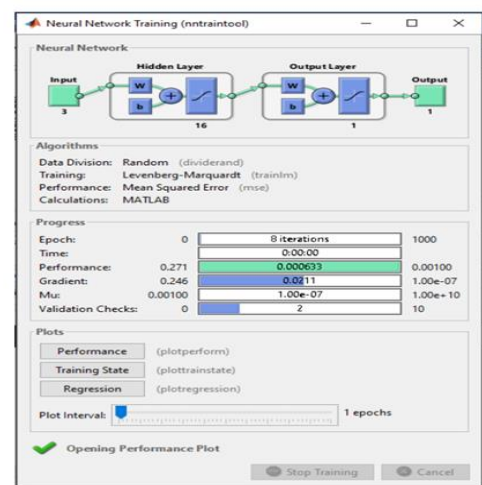 Neural Network Training (nntraintool)
Neural Network
Hidden Layer Output Layer
Input Output
W W
b b
3 16 1 1
Algorithms
Data Division: Random (dividerand)
Training: Levenberg-Marquardt (trainlm)
Performance: Mean Squared Error (mse)
Calculations: MATLAB
Progress
Epoch: 0 8 iterations 1000
Time: 0:00:00
Performance: 0.271 0.000633 0.00100
Gradient: 0.246 0.0211 1.00e-07
Mu: 0.00100 1.00e-07 1.00e+10
Validation Checks: 0 2 10
Plots
Performance (plotperform)
Training State (plottrainstate)
Regression (plotregression)
Plot Interval: 1 epochs
Opening Performance Plot
Stop Training Cancel